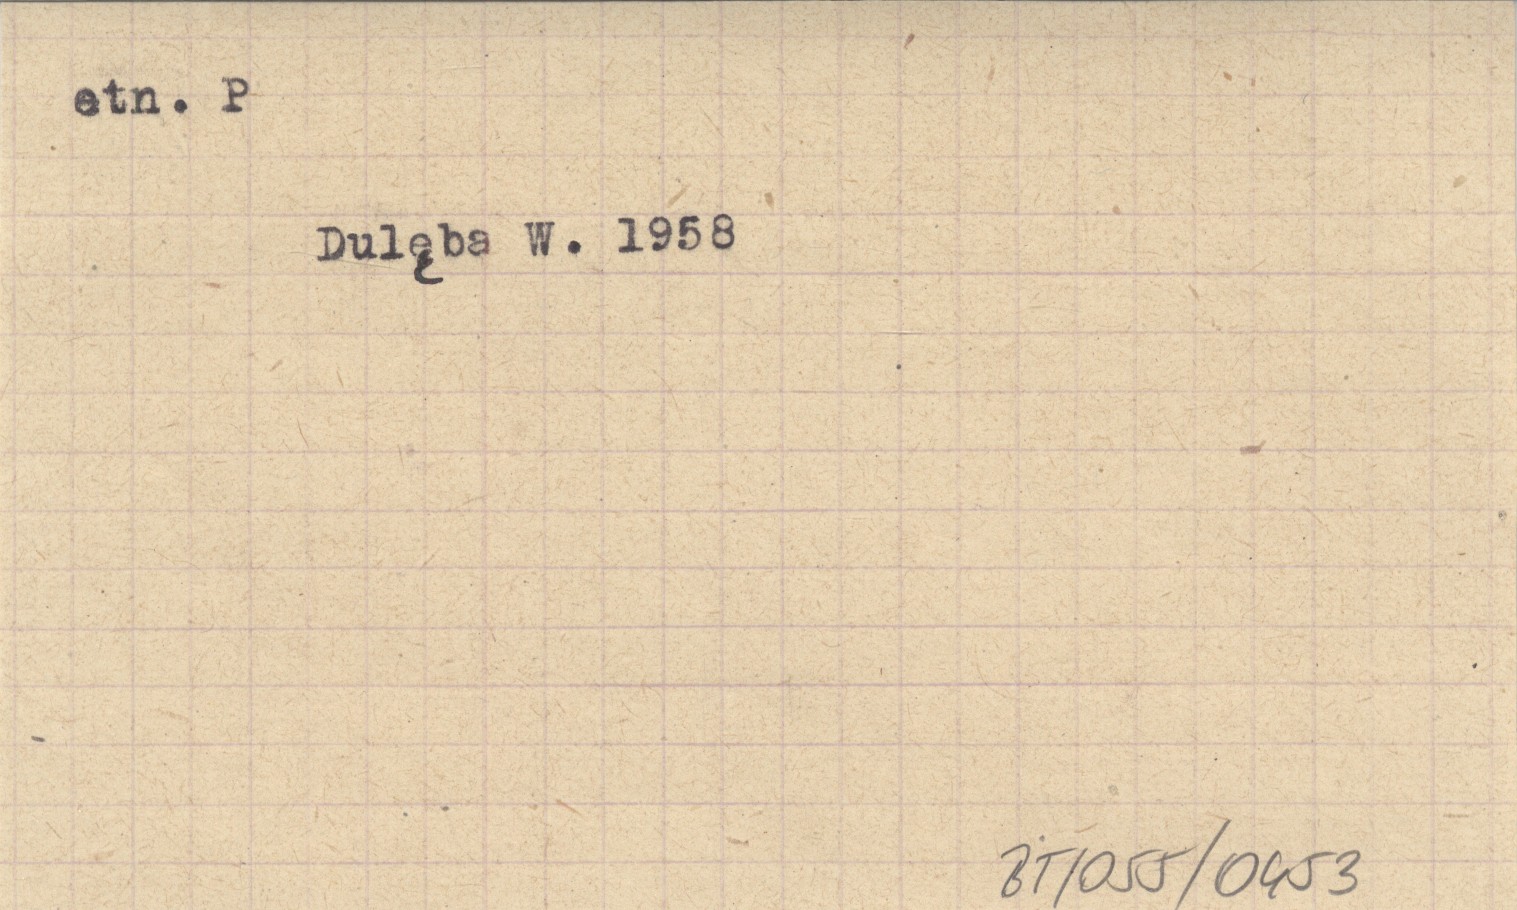 etn. P
Dulęba W. 1958
BT/055/0453